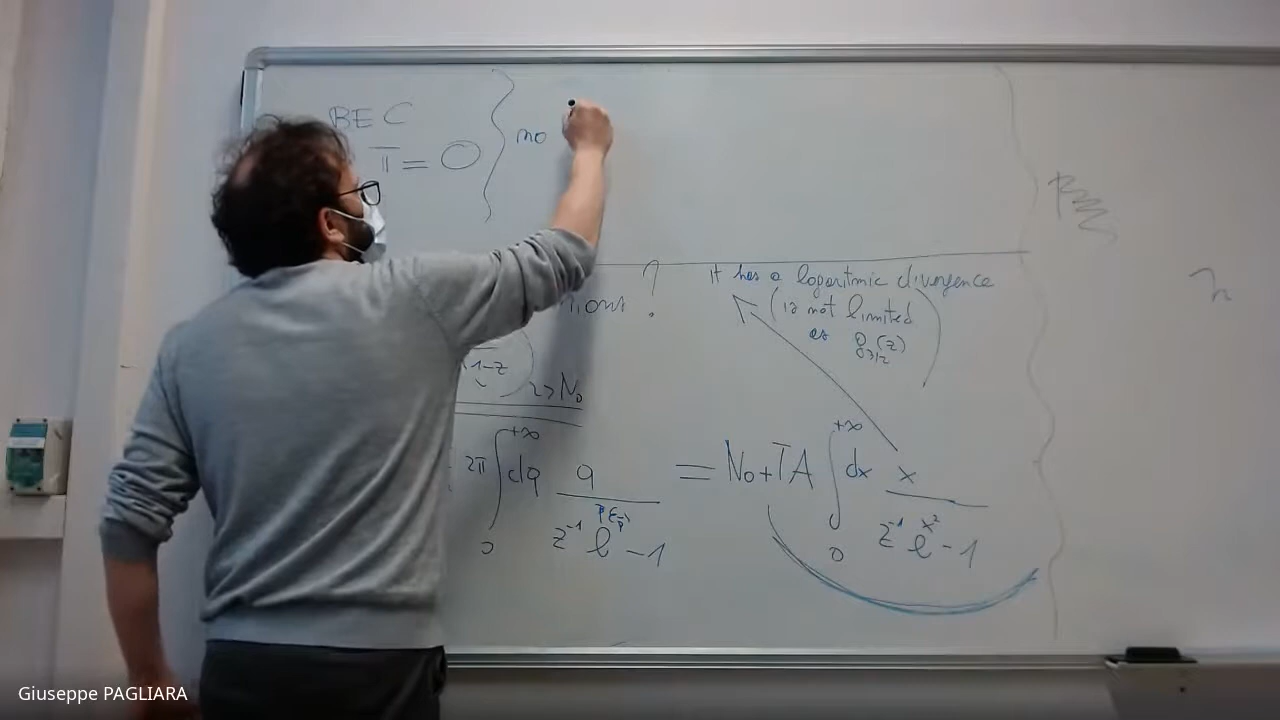 BEC
T = 0
no
?
it has a logaritmic divergence
(is not limited
as g3/2(z))
1-z
N0
2π ∫0+∞ dq q / z⁻¹ e^(βεp) -1 = N0+TA ∫0+∞ dx x / z⁻¹ e^(x²) -1
Giuseppe PAGLIARA